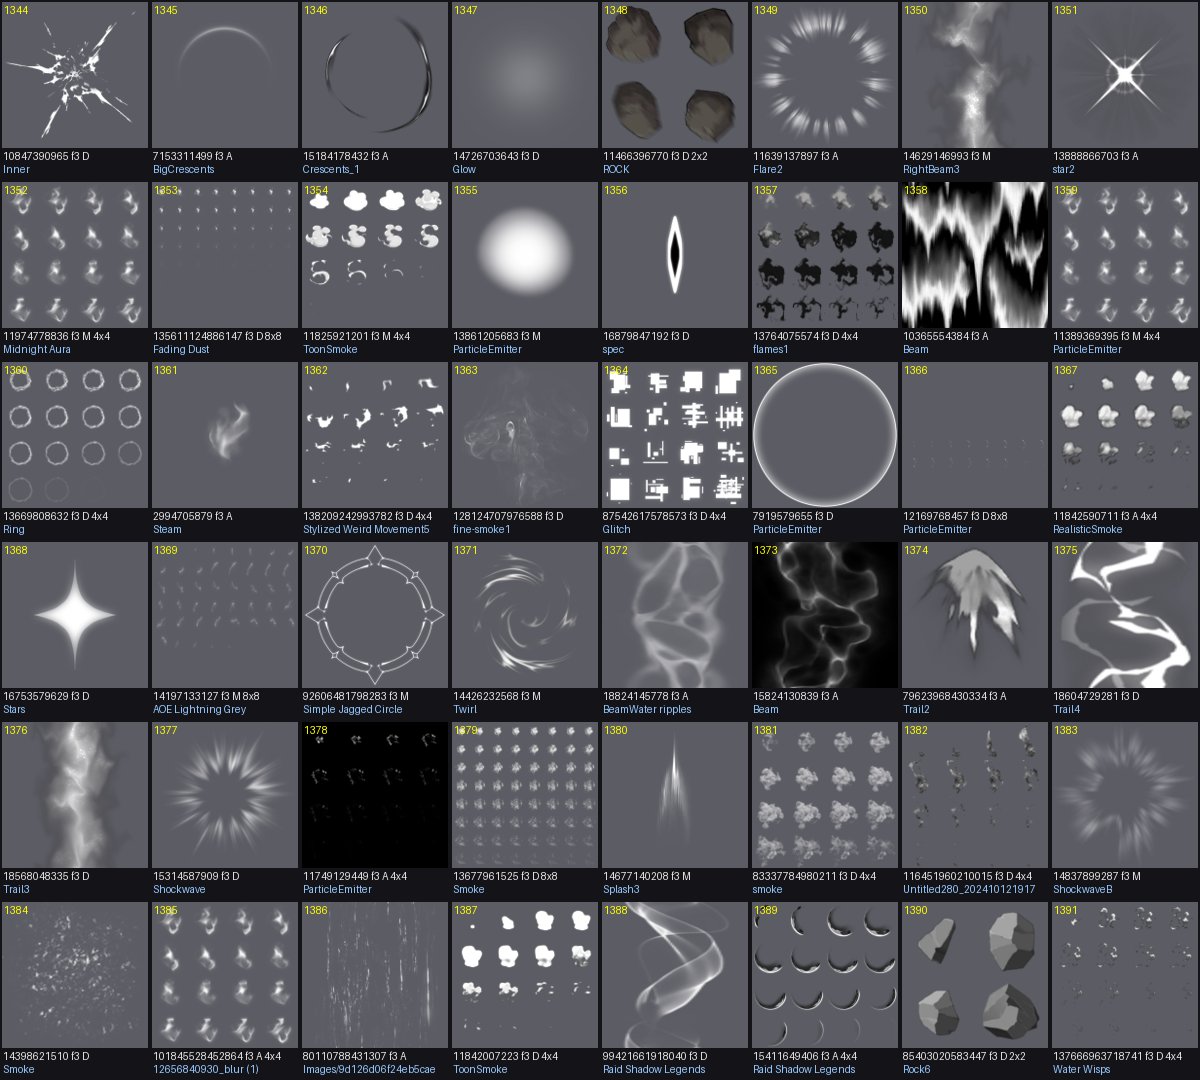 1344 1345 1346 1347 1348 1349 1350 1351
10847390965 f3 D 7153311499 f3 A 15184178432 f3 A 14726703643 f3 D 11466396770 f3 D 2x2 11639137897 f3 A 14629146993 f3 M 13888866703 f3 A
Inner BigCrescents Crescents_1 Glow ROCK Flare2 RightBeam3 star2
1352 1353 1354 1355 1356 1357 1358 1359
11974778836 f3 M 4x4 135611124886147 f3 D 8x8 11825921201 f3 M 4x4 13861205683 f3 M 16879847192 f3 D 13764075574 f3 D 4x4 10365554384 f3 A 11389369395 f3 M 4x4
Midnight Aura Fading Dust ToonSmoke ParticleEmitter spec flames1 Beam ParticleEmitter
1360 1361 1362 1363 1364 1365 1366 1367
13669808632 f3 D 4x4 2994705879 f3 A 138209242993782 f3 D 4x4 128124707976588 f3 D 87542617578573 f3 D 4x4 7919579655 f3 D 12169768457 f3 D 8x8 11842590711 f3 A 4x4
Ring Steam Stylized Weird Movement5 fine-smoke1 Glitch ParticleEmitter ParticleEmitter RealisticSmoke
1368 1369 1370 1371 1372 1373 1374 1375
16753579629 f3 D 14197133127 f3 M 8x8 92606481798283 f3 M 14426232568 f3 M 18824145778 f3 A 15824130839 f3 A 79623968430334 f3 A 18604729281 f3 D
Stars AOE Lightning Grey Simple Jagged Circle Twirl BeamWater ripples Beam Trail2 Trail4
1376 1377 1378 1379 1380 1381 1382 1383
18568048335 f3 D 15314587909 f3 D 11749129449 f3 A 4x4 13677961525 f3 D 8x8 14677140208 f3 M 83337784980211 f3 D 4x4 116451960210015 f3 D 4x4 14837899287 f3 M
Trail3 Shockwave ParticleEmitter Smoke Splash3 smoke Untitled280_202410121917 ShockwaveB
1384 1385 1386 1387 1388 1389 1390 1391
14398621510 f3 D 101845528452864 f3 A 4x4 80110788431307 f3 A 11842007223 f3 D 4x4 99421661918040 f3 D 15411649406 f3 A 4x4 85403020583447 f3 D 2x2 137666963718741 f3 D 4x4
Smoke 12656840930_blur (1) Images/9d126d06f24eb5cae ToonSmoke Raid Shadow Legends Raid Shadow Legends Rock6 Water Wisps